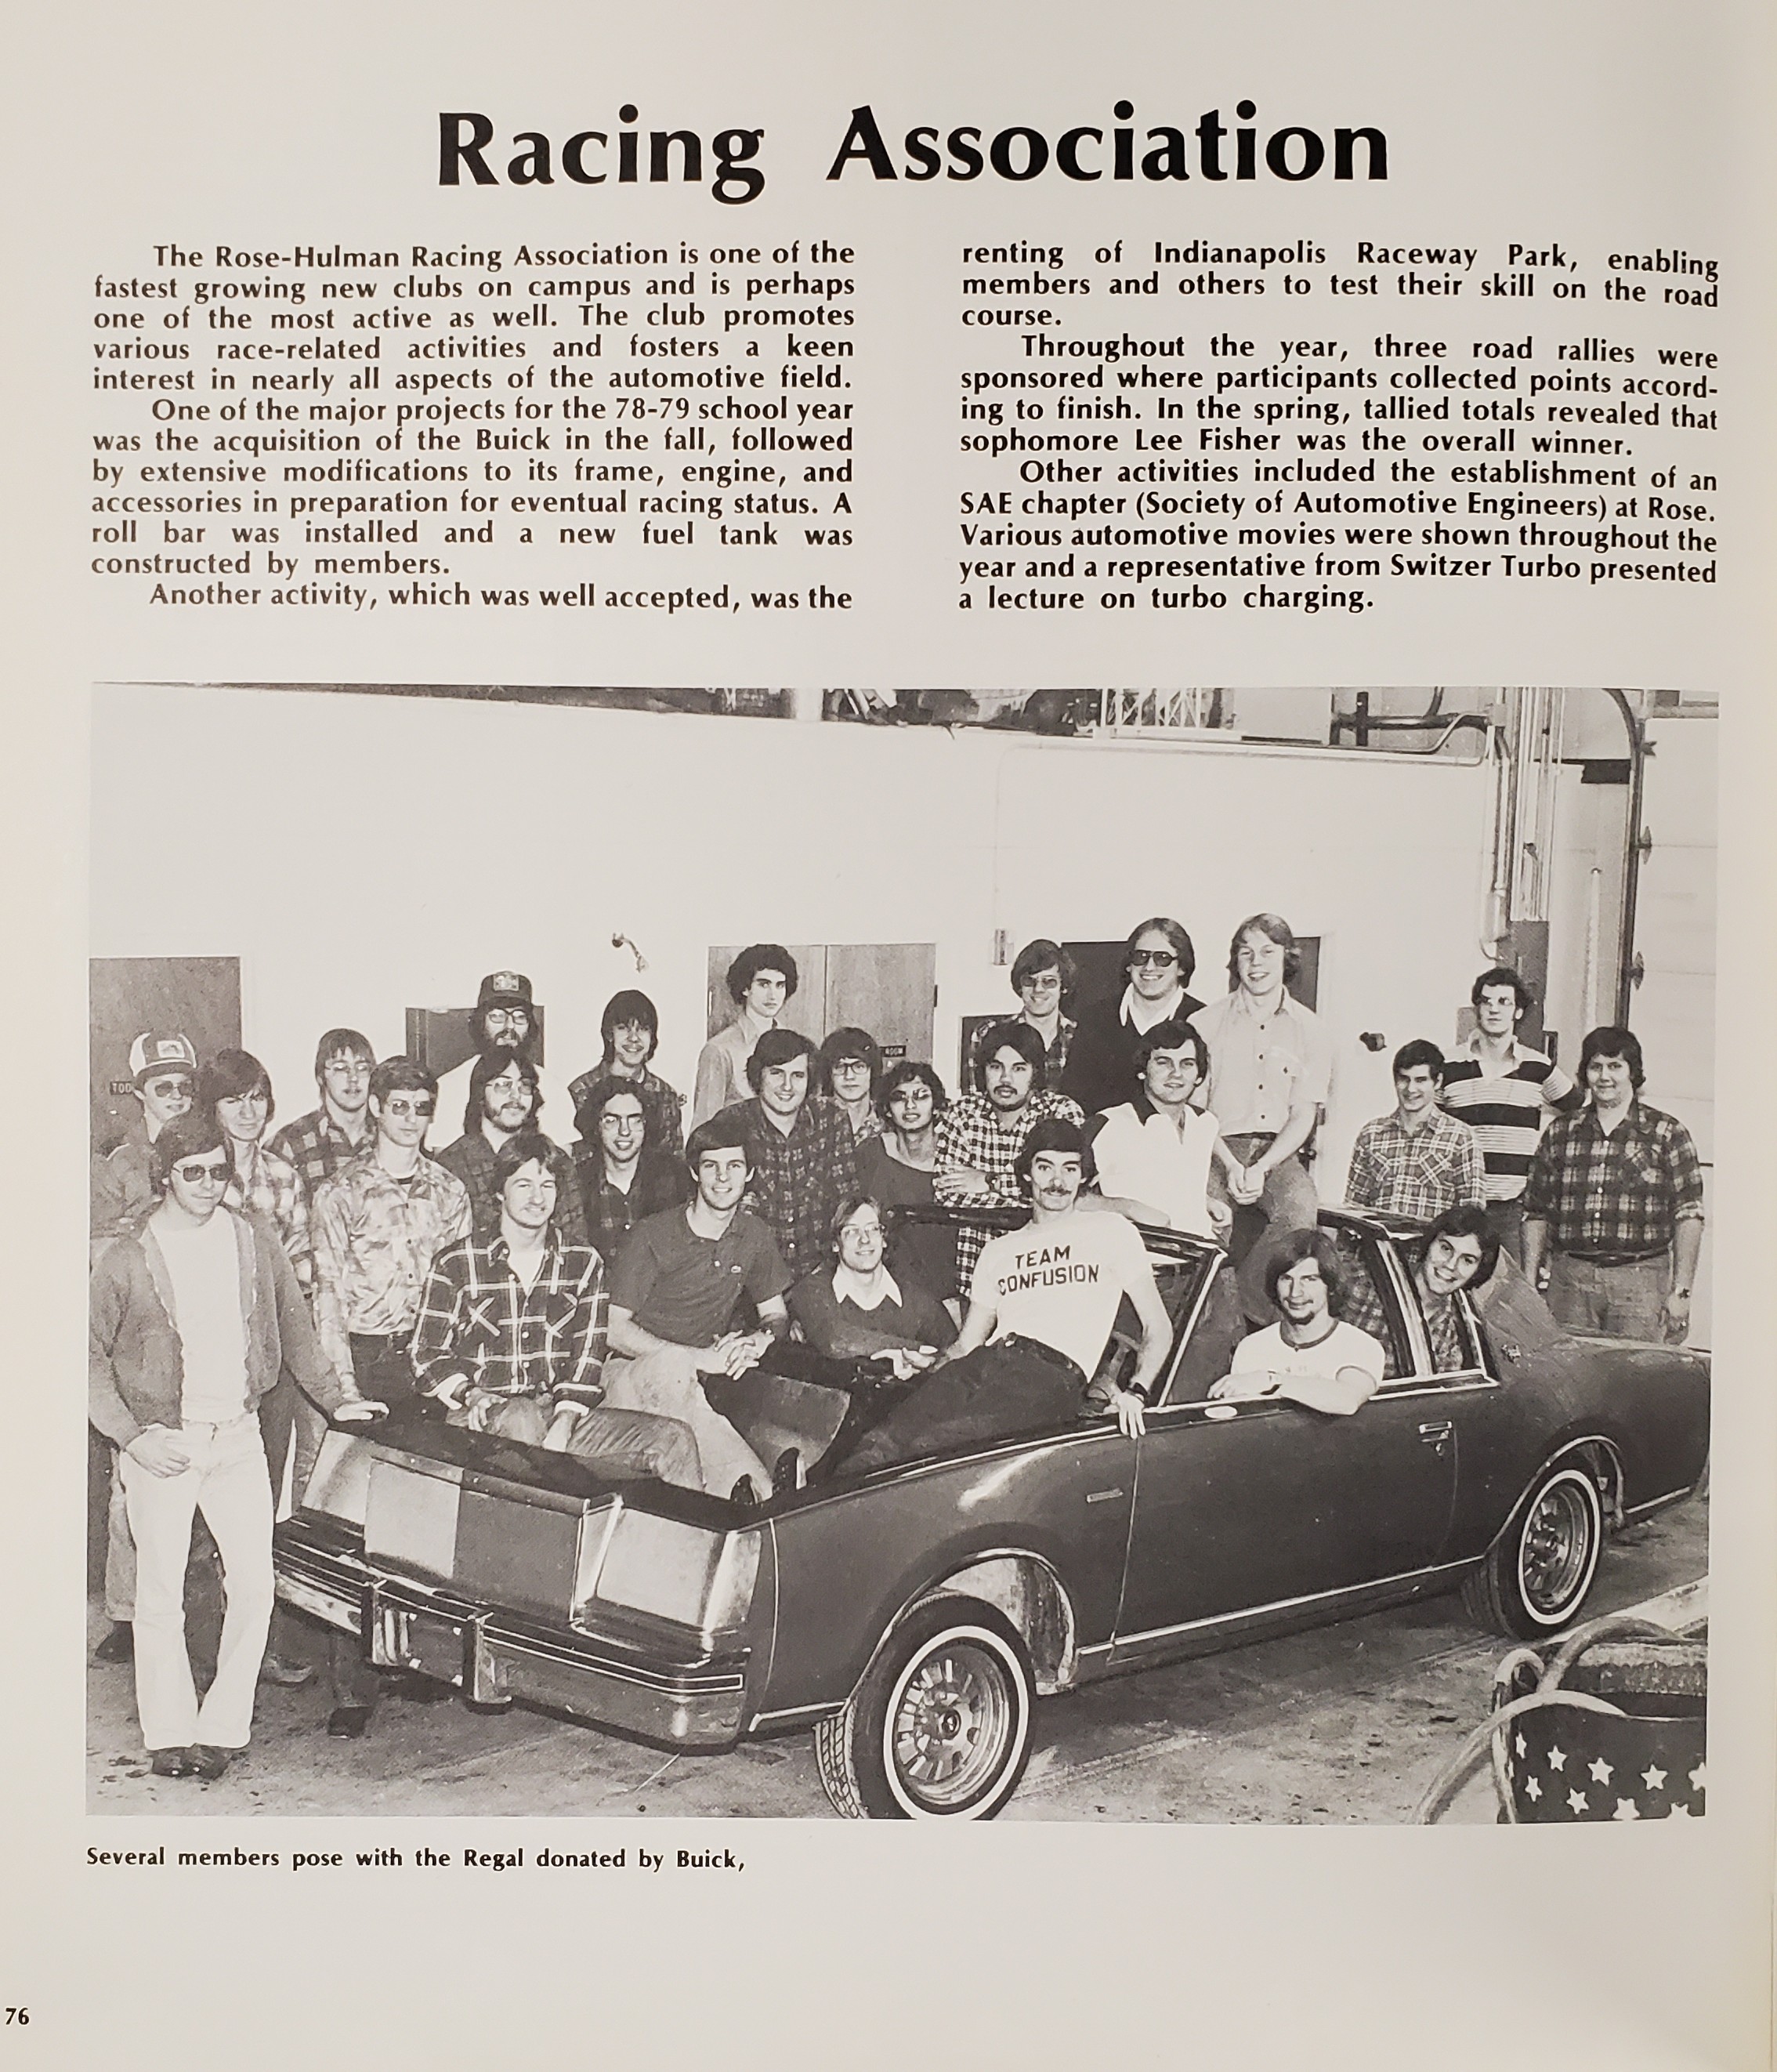 Racing Association
The Rose-Hulman Racing Association is one of the
fastest growing new clubs on campus and is perhaps
one of the most active as well. The club promotes
various race-related activities and fosters a keen
interest in nearly all aspects of the automotive field.
One of the major projects for the 78-79 school year
was the acquisition of the Buick in the fall, followed
by extensive modifications to its frame, engine, and
accessories in preparation for eventual racing status. A
roll bar was installed and a new fuel tank was
constructed by members.
Another activity, which was well accepted, was the
renting of Indianapolis Raceway Park, enabling
members and others to test their skill on the road
course.
Throughout the year, three road rallies were
sponsored where participants collected points accord-
ing to finish. In the spring, tallied totals revealed that
sophomore Lee Fisher was the overall winner.
Other activities included the establishment of an
SAE chapter (Society of Automotive Engineers) at Rose.
Various automotive movies were shown throughout the
year and a representative from Switzer Turbo presented
a lecture on turbo charging.
TOO
ROOM
TEAM
CONFUSION
Several members pose with the Regal donated by Buick,
76